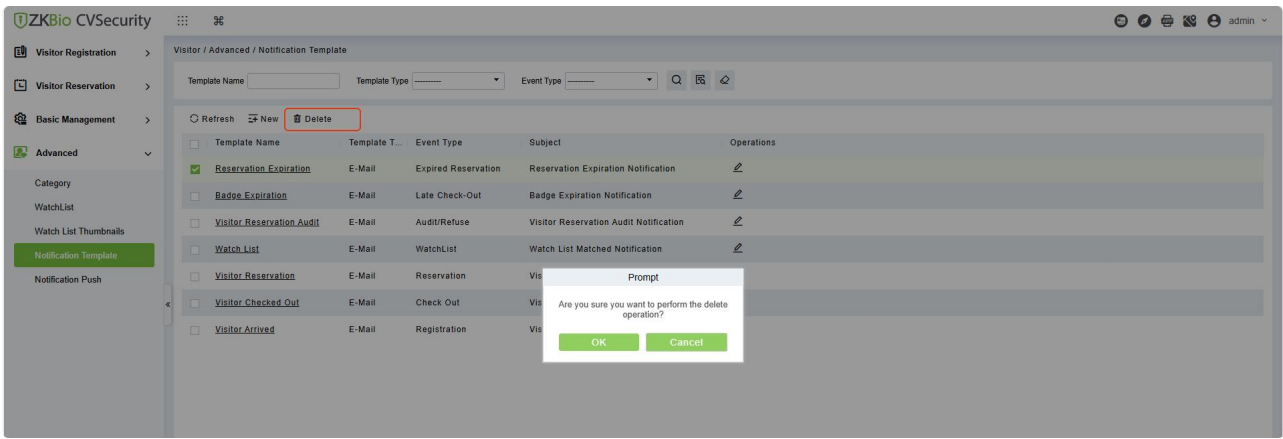 ZKBio CVSecurity
admin
Visitor Registration
Visitor Reservation
Basic Management
Advanced
Category
WatchList
Watch List Thumbnails
Notification Template
Notification Push
Visitor / Advanced / Notification Template
Template Name Template Type ---------- Event Type ----------
Refresh New Delete
Template Name Template T... Event Type Subject Operations
Reservation Expiration E-Mail Expired Reservation Reservation Expiration Notification
Badge Expiration E-Mail Late Check-Out Badge Expiration Notification
Visitor Reservation Audit E-Mail Audit/Refuse Visitor Reservation Audit Notification
Watch List E-Mail WatchList Watch List Matched Notification
Visitor Reservation E-Mail Reservation Vis
Visitor Checked Out E-Mail Check Out Vis
Visitor Arrived E-Mail Registration Vis
Prompt
Are you sure you want to perform the delete
operation?
OK Cancel